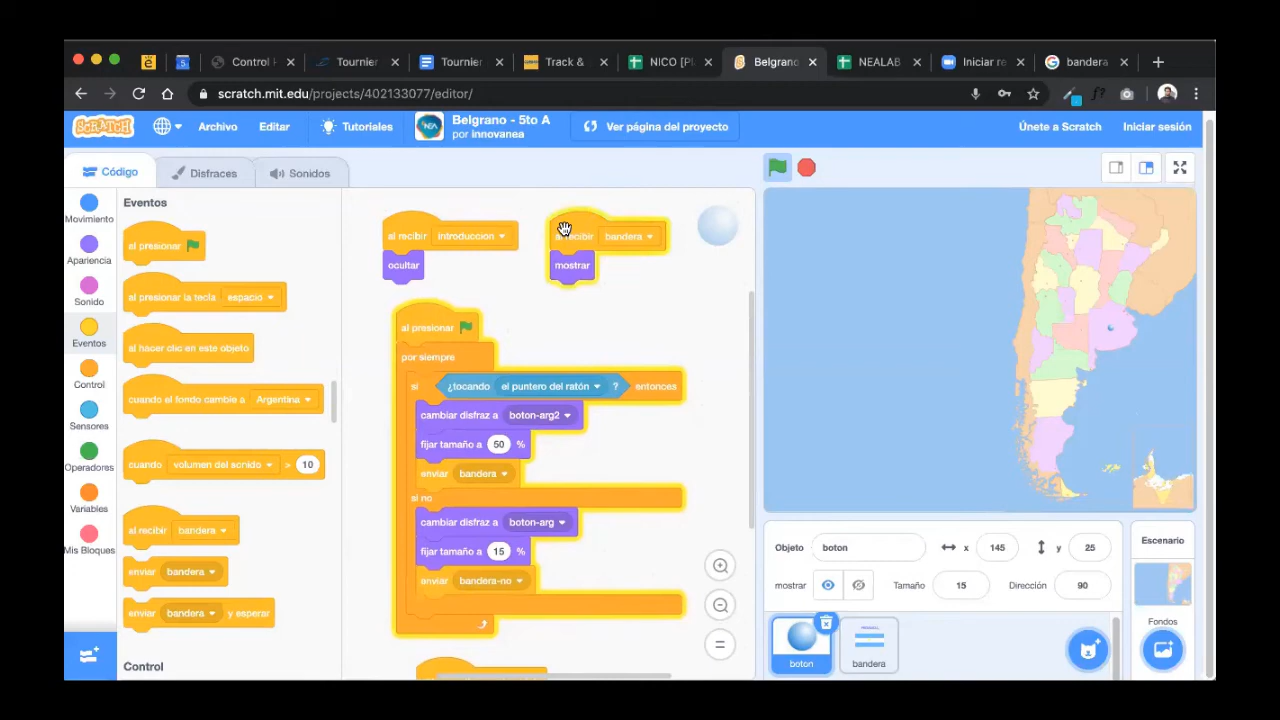 Control H
Tournier
Tournier
Track &
NICO [Pl
Belgrano
NEALAB
Iniciar re
bandera
scratch.mit.edu/projects/402133077/editor/
SCRATCH
Archivo
Editar
Tutoriales
NEA
Belgrano - 5to A
por innovanea
Ver página del proyecto
Únete a Scratch
Iniciar sesión
Código
Disfraces
Sonidos
Movimiento
Apariencia
Sonido
Eventos
Control
Sensores
Operadores
Variables
Mis Bloques
Eventos
al presionar
al presionar la tecla espacio
al hacer clic en este objeto
cuando el fondo cambie a Argentina
cuando volumen del sonido > 10
al recibir bandera
enviar bandera
enviar bandera y esperar
Control
al recibir introduccion
ocultar
al recibir bandera
mostrar
al presionar
por siempre
si ¿tocando el puntero del ratón ? entonces
cambiar disfraz a boton-arg2
fijar tamaño a 50 %
enviar bandera
si no
cambiar disfraz a boton-arg
fijar tamaño a 15 %
enviar bandera-no
Objeto boton x 145 y 25
mostrar Tamaño 15 Dirección 90
boton
bandera
Escenario
Fondos